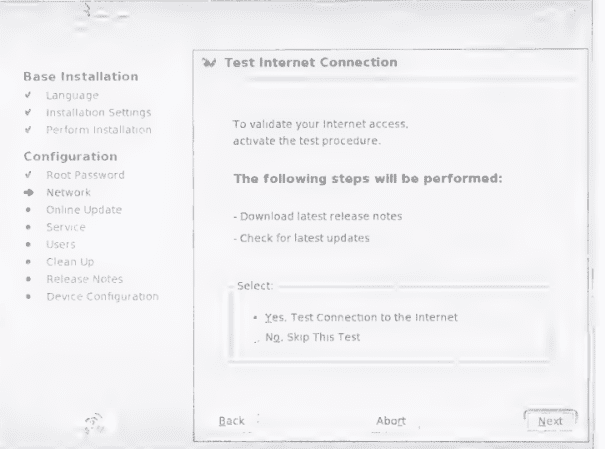 Base Installation
Language
Installation Settings
Perform Installation
Configuration
Root Password
Network
Online Update
Service
Users
Clean Up
Release Notes
Device Configuration
Test Internet Connection
To validate your Internet access,
activate the test procedure.
The following steps will be performed:
- Download latest release notes
- Check for latest updates
Select:
Yes, Test Connection to the Internet
No, Skip This Test
Back
Abort
Next